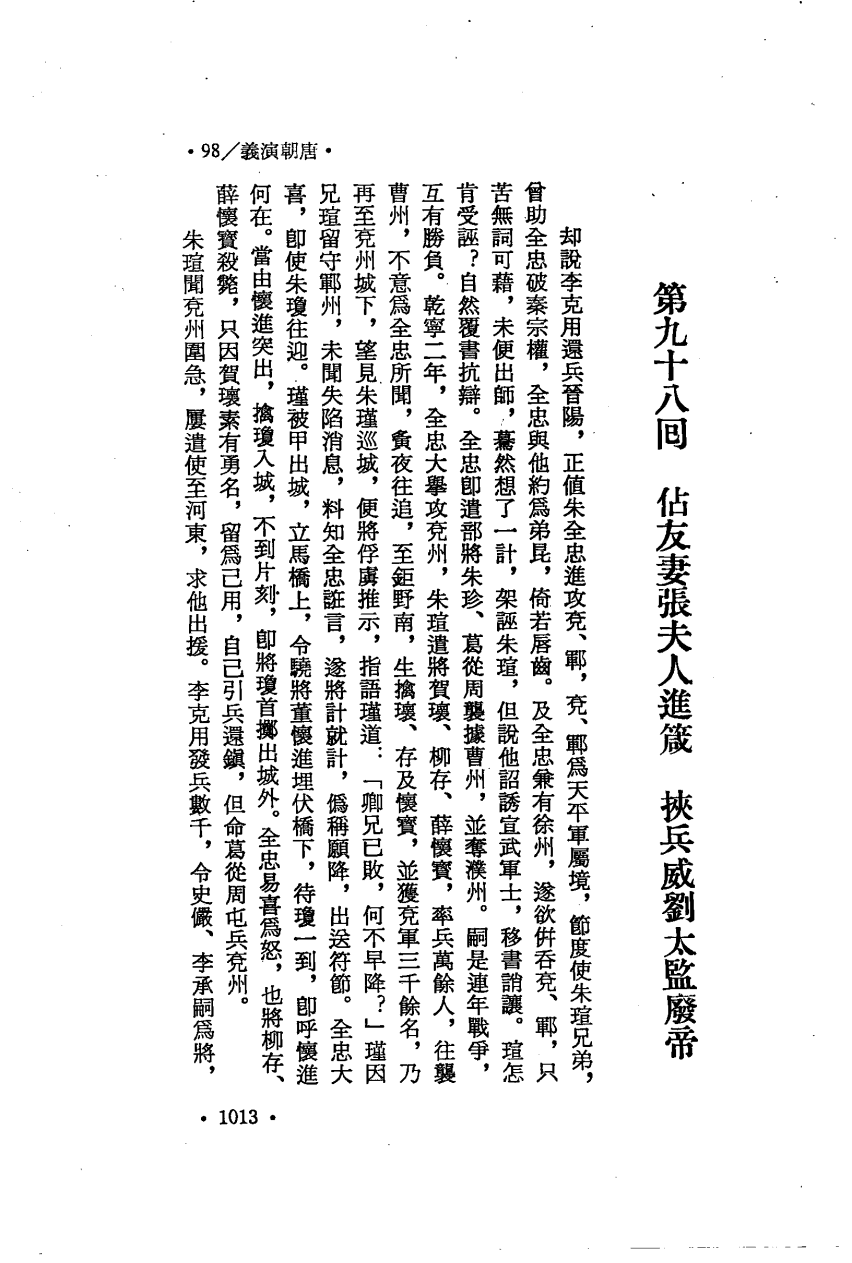 •98／義演朝唐•
第九十八回　佔友妻張夫人進箴　挾兵威劉太監廢帝
却說李克用還兵晉陽，正值朱全忠進攻兗、鄆，兗、鄆爲天平軍屬境，節度使朱瑄兄弟，
曾助全忠破秦宗權，全忠與他約爲弟昆，倚若唇齒。及全忠兼有徐州，遂欲併吞兗、鄆，只
苦無詞可藉，未便出師，驀然想了一計，架誣朱瑄，但說他詔誘宣武軍士，移書誚讓。瑄怎
肯受誣？自然覆書抗辯。全忠卽遣部將朱珍、葛從周襲據曹州，並奪濮州。嗣是連年戰爭，
互有勝負。乾寧二年，全忠大擧攻兗州，朱瑄遣將賀瓌、柳存、薛懷寶，率兵萬餘人，往襲
曹州，不意爲全忠所聞，夤夜往追，至鉅野南，生擒瓌、存及懷寶，並獲兗軍三千餘名，乃
再至兗州城下，望見朱瑾巡城，便將俘虜推示，指語瑾道：「卿兄已敗，何不早降？」瑾因
兄瑄留守鄆州，未聞失陷消息，料知全忠誑言，遂將計就計，僞稱願降，出送符節。全忠大
喜，卽使朱瓊往迎。瑾被甲出城，立馬橋上，令驍將董懷進埋伏橋下，待瓊一到，卽呼懷進
何在。當由懷進突出，擒瓊入城，不到片刻，卽將瓊首擲出城外。全忠易喜爲怒，也將柳存、
薛懷寶殺斃，只因賀瓌素有勇名，留爲己用，自己引兵還鎭，但命葛從周屯兵兗州。
朱瑄聞兗州圍急，屢遣使至河東，求他出援。李克用發兵數千，令史儼、李承嗣爲將，
•1013•